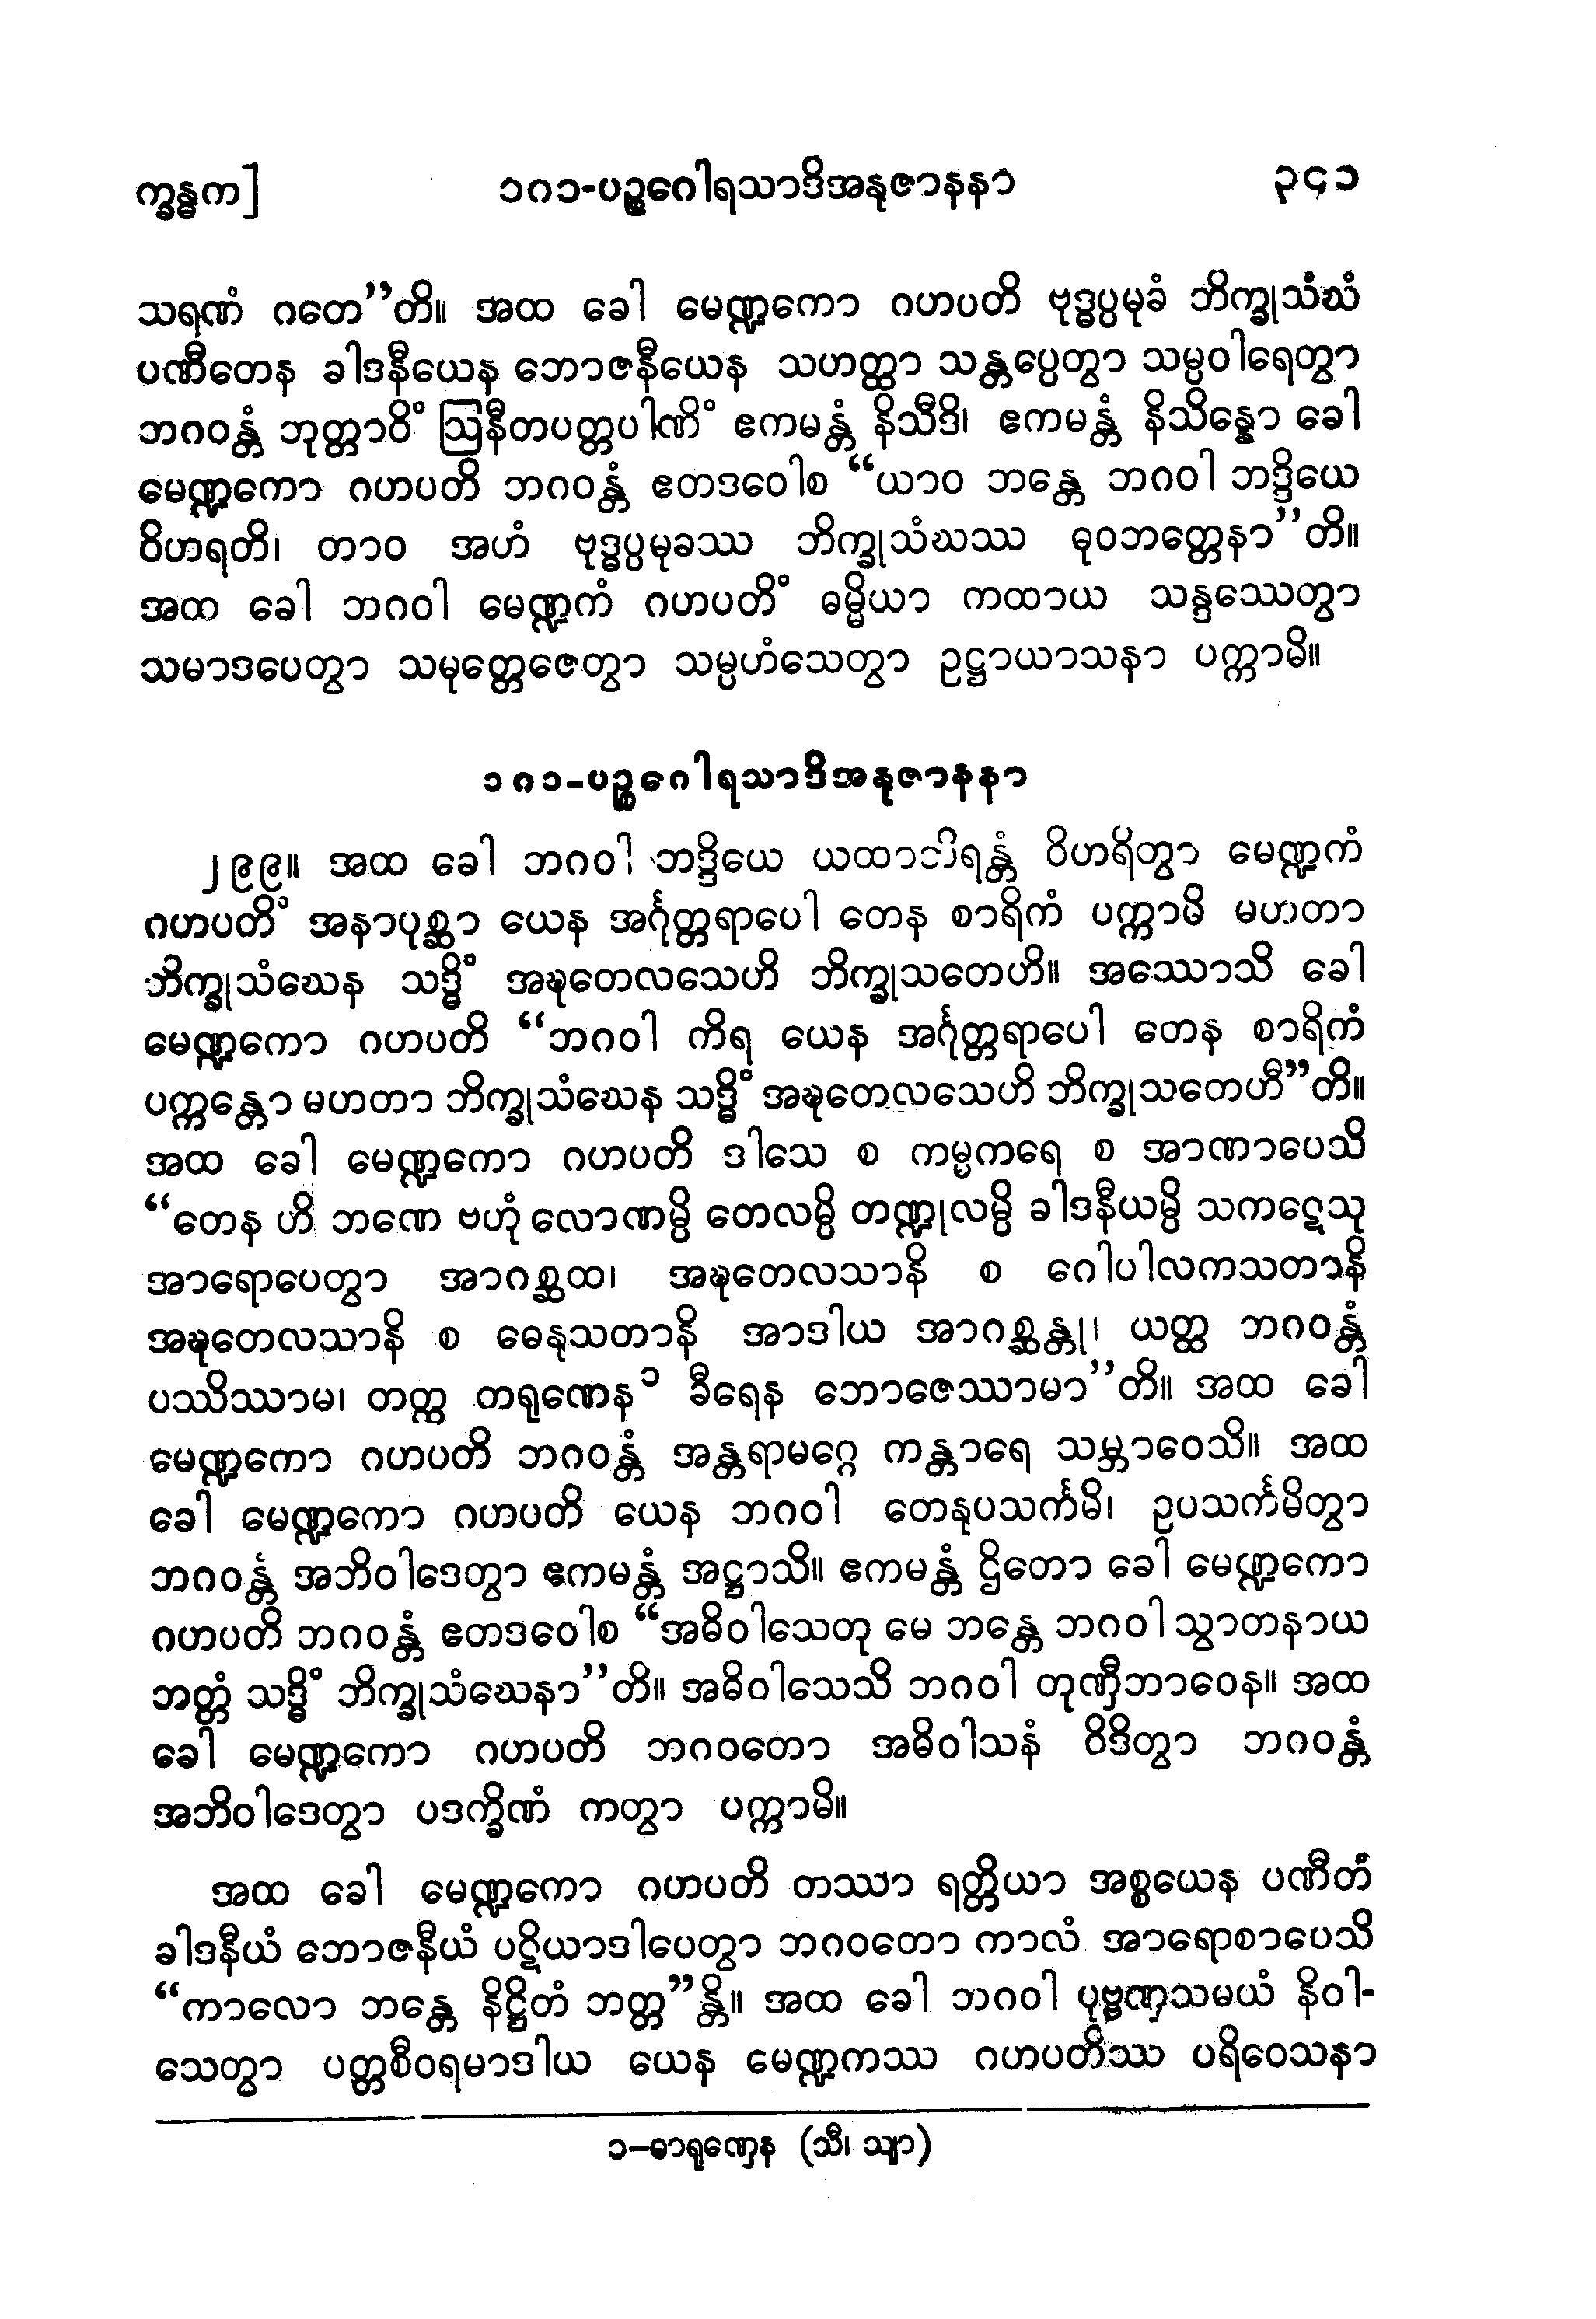 က္ခန္ဓက] ၁၈၁-ပဉ္စဂေါရသာဒိအနုဇာနနာ ၃၄၁
သရဏံ ဂတေ”တိ။ အထ ခေါ မေဏ္ဍကော ဂဟပတိ ဗုဒ္ဓပ္ပမုခံ ဘိက္ခုသံဃံ
ပဏီတေန ခါဒနီယေန ဘောဇနီယေန သဟတ္ထာ သန္တပ္ပေတွာ သမ္ပဝါရေတွာ
ဘဂဝန္တံ ဘုတ္တာဝိံ ဩနီတပတ္တပါဏိံ ဧကမန္တံ နိသီဒိ၊ ဧကမန္တံ နိသိန္နော ခေါ
မေဏ္ဍကော ဂဟပတိ ဘဂဝန္တံ ဧတဒဝေါစ “ယာဝ ဘန္တေ ဘဂဝါ ဘဒ္ဒိယေ
ဝိဟရတိ၊ တာဝ အဟံ ဗုဒ္ဓပ္ပမုခဿ ဘိက္ခုသံဃဿ ဓုဝဘတ္တေနာ”တိ။
အထ ခေါ ဘဂဝါ မေဏ္ဍကံ ဂဟပတိံ ဓမ္မိယာ ကထာယ သန္ဒဿေတွာ
သမာဒပေတွာ သမုတ္တေဇေတွာ သမ္ပဟံသေတွာ ဥဋ္ဌာယာသနာ ပက္ကာမိ။
၁၈၁-ပဉ္စဂေါရသာဒိအနုဇာနနာ
၂၉၉။ အထ ခေါ ဘဂဝါ ဘဒ္ဒိယေ ယထာဘိရန္တံ ဝိဟရိတွာ မေဏ္ဍကံ
ဂဟပတိံ အနာပုစ္ဆာ ယေန အင်္ဂုတ္တရာပေါ တေန စာရိကံ ပက္ကာမိ မဟတာ
ဘိက္ခုသံဃေန သဒ္ဓိံ အဍ္ဎတေလသေဟိ ဘိက္ခုသတေဟိ။ အဿောသိ ခေါ
မေဏ္ဍကော ဂဟပတိ “ဘဂဝါ ကိရ ယေန အင်္ဂုတ္တရာပေါ တေန စာရိကံ
ပက္ကန္တော မဟတာ ဘိက္ခုသံဃေန သဒ္ဓိံ အဍ္ဎတေလသေဟိ ဘိက္ခုသတေဟီ”တိ။
အထ ခေါ မေဏ္ဍကော ဂဟပတိ ဒါသေ စ ကမ္မကရေ စ အာဏာပေသိ
“တေန ဟိ ဘဏေ ဗဟုံ လောဏမ္ပိ တေလမ္ပိ တဏ္ဍုလမ္ပိ ခါဒနီယမ္ပိ သကဋေသု
အာရောပေတွာ အာဂစ္ဆထ၊ အဍ္ဎတေလသာနိ စ ဂေါပါလကသတာနိ
အဍ္ဎတေလသာနိ စ ဓေနုသတာနိ အာဒါယ အာဂစ္ဆန္တု၊ ယတ္ထ ဘဂဝန္တံ
ပဿိဿာမ၊ တတ္ထ တရုဏေန၁ ခီရေန ဘောဇေဿာမာ”တိ။ အထ ခေါ
မေဏ္ဍကော ဂဟပတိ ဘဂဝန္တံ အန္တရာမဂ္ဂေ ကန္တာရေ သမ္ဘာဝေသိ။ အထ
ခေါ မေဏ္ဍကော ဂဟပတိ ယေန ဘဂဝါ တေနုပသင်္ကမိ၊ ဥပသင်္ကမိတွာ
ဘဂဝန္တံ အဘိဝါဒေတွာ ဧကမန္တံ အဋ္ဌာသိ။ ဧကမန္တံ ဌိတော ခေါ မေဏ္ဍကော
ဂဟပတိ ဘဂဝန္တံ ဧတဒဝေါစ “အဓိဝါသေတု မေ ဘန္တေ ဘဂဝါ သွာတနာယ
ဘတ္တံ သဒ္ဓိံ ဘိက္ခုသံဃေနာ”တိ။ အဓိဝါသေသိ ဘဂဝါ တုဏှီဘာဝေန။ အထ
ခေါ မေဏ္ဍကော ဂဟပတိ ဘဂဝတော အဓိဝါသနံ ဝိဒိတွာ ဘဂဝန္တံ
အဘိဝါဒေတွာ ပဒက္ခိဏံ ကတွာ ပက္ကာမိ။
အထ ခေါ မေဏ္ဍကော ဂဟပတိ တဿာ ရတ္တိယာ အစ္စယေန ပဏီတံ
ခါဒနီယံ ဘောဇနီယံ ပဋိယာဒါပေတွာ ဘဂဝတော ကာလံ အာရောစာပေသိ
“ကာလော ဘန္တေ နိဋ္ဌိတံ ဘတ္တ”န္တိ။ အထ ခေါ ဘဂဝါ ပုဗ္ဗဏှသမယံ နိဝါ-
သေတွာ ပတ္တစီဝရမာဒါယ ယေန မေဏ္ဍကဿ ဂဟပတိဿ ပရိဝေသနာ
၁-ဓာရုဏှေန (သီ၊ သျာ)